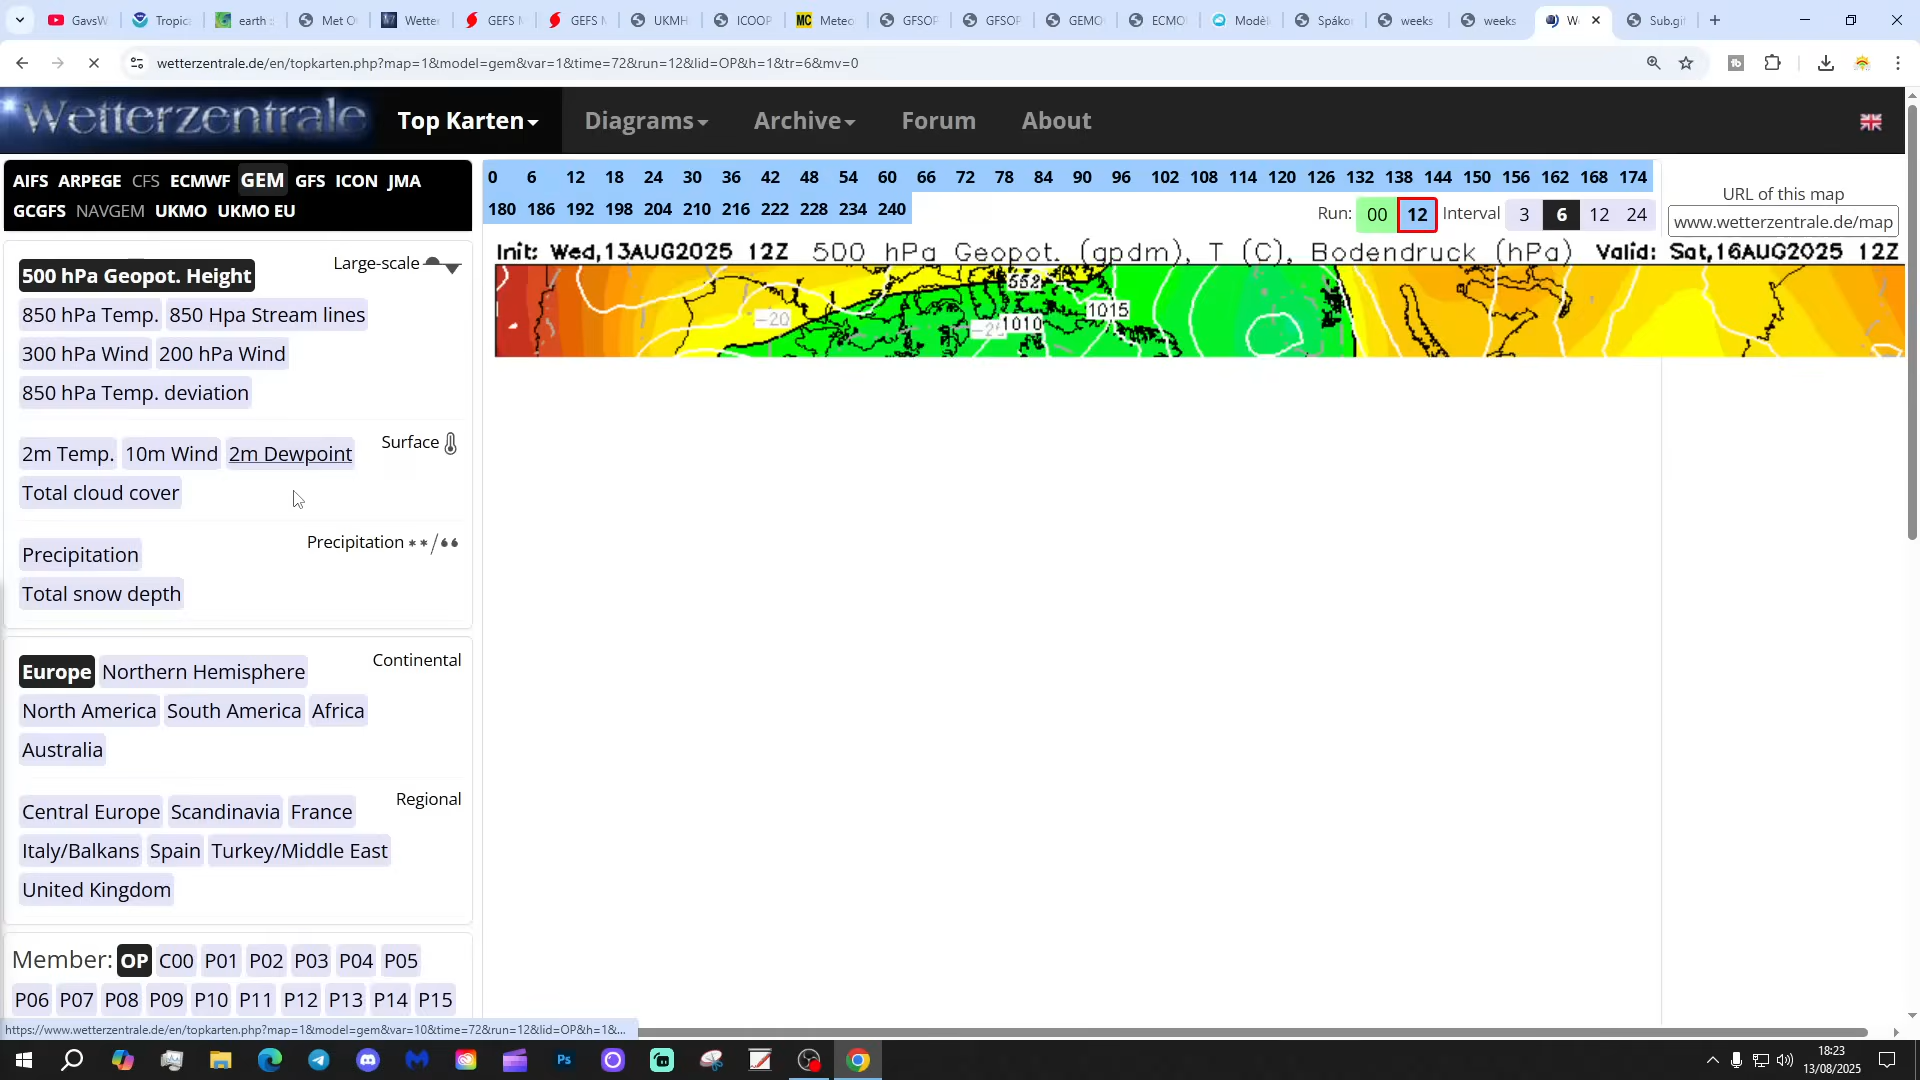 GavsW
Tropica
earth ::
Met O
Wetter
GEFS M
GEFS M
UKMH
ICOOP
MC Meteo
GFSOP
GFSOP
GEMO
ECMO
Modèl
Spáko
weeks
weeks
We
Sub.gif
wetterzentrale.de/en/topkarten.php?map=1&model=gem&var=1&time=72&run=12&lid=OP&h=1&tr=6&mv=0
Wetterzentrale
Top Karten
Diagrams
Archive
Forum
About
AIFS ARPEGE CFS ECMWF GEM GFS ICON JMA
GCGFS NAVGEM UKMO UKMO EU
0 6 12 18 24 30 36 42 48 54 60 66 72 78 84 90 96 102 108 114 120 126 132 138 144 150 156 162 168 174
180 186 192 198 204 210 216 222 228 234 240
Run: 00 12 Interval 3 6 12 24
URL of this map
www.wetterzentrale.de/map
Init: Wed,13AUG2025 12Z 500 hPa Geopot. (gpdm), T (C), Bodendruck (hPa) Valid: Sat,16AUG2025 12Z
552
1015
-20
1010
Large-scale
500 hPa Geopot. Height
850 hPa Temp. 850 Hpa Stream lines
300 hPa Wind 200 hPa Wind
850 hPa Temp. deviation
Surface
2m Temp. 10m Wind 2m Dewpoint
Total cloud cover
Precipitation **/
Precipitation
Total snow depth
Continental
Europe Northern Hemisphere
North America South America Africa
Australia
Regional
Central Europe Scandinavia France
Italy/Balkans Spain Turkey/Middle East
United Kingdom
Member: OP C00 P01 P02 P03 P04 P05
P06 P07 P08 P09 P10 P11 P12 P13 P14 P15
https://www.wetterzentrale.de/en/topkarten.php?map=1&model=gem&var=10&time=72&run=12&lid=OP&h=1&...
Ps
18:23
13/08/2025